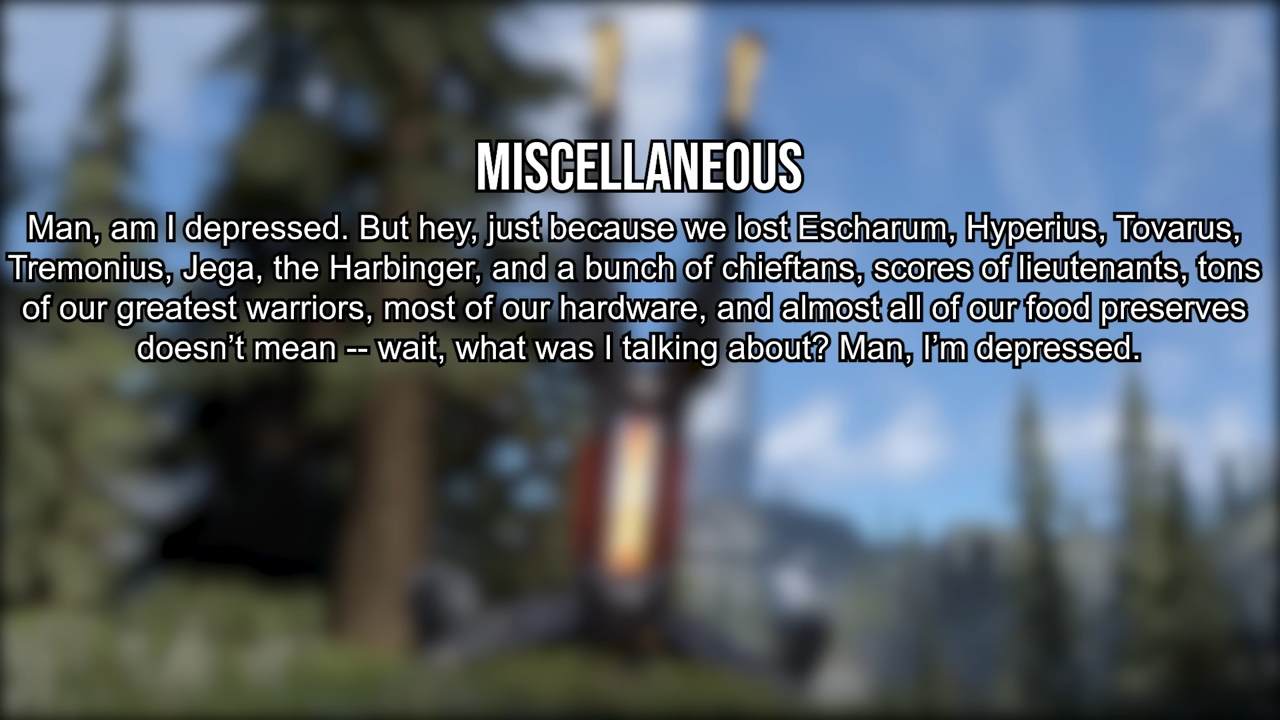 MISCELLANEOUS
Man, am I depressed. But hey, just because we lost Escharum, Hyperius, Tovarus,
Tremonius, Jega, the Harbinger, and a bunch of chieftans, scores of lieutenants, tons
of our greatest warriors, most of our hardware, and almost all of our food preserves
doesn’t mean -- wait, what was I talking about? Man, I’m depressed.